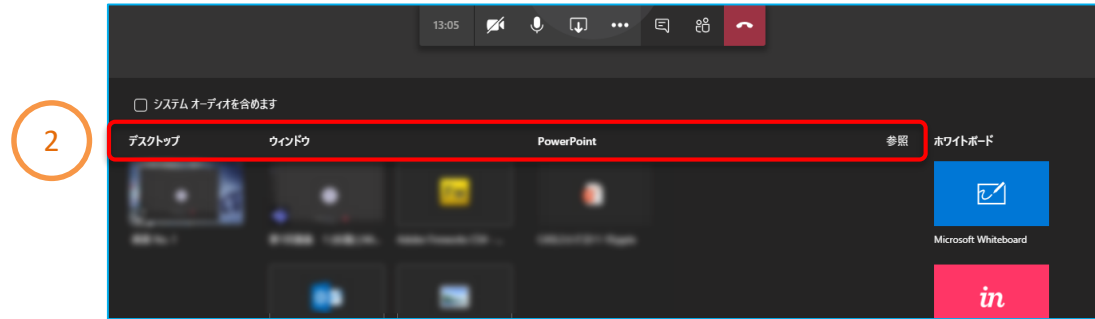 13:05
システム オーディオを含めます
2
デスクトップ ウィンドウ PowerPoint 参照 ホワイトボード
Microsoft Whiteboard
in